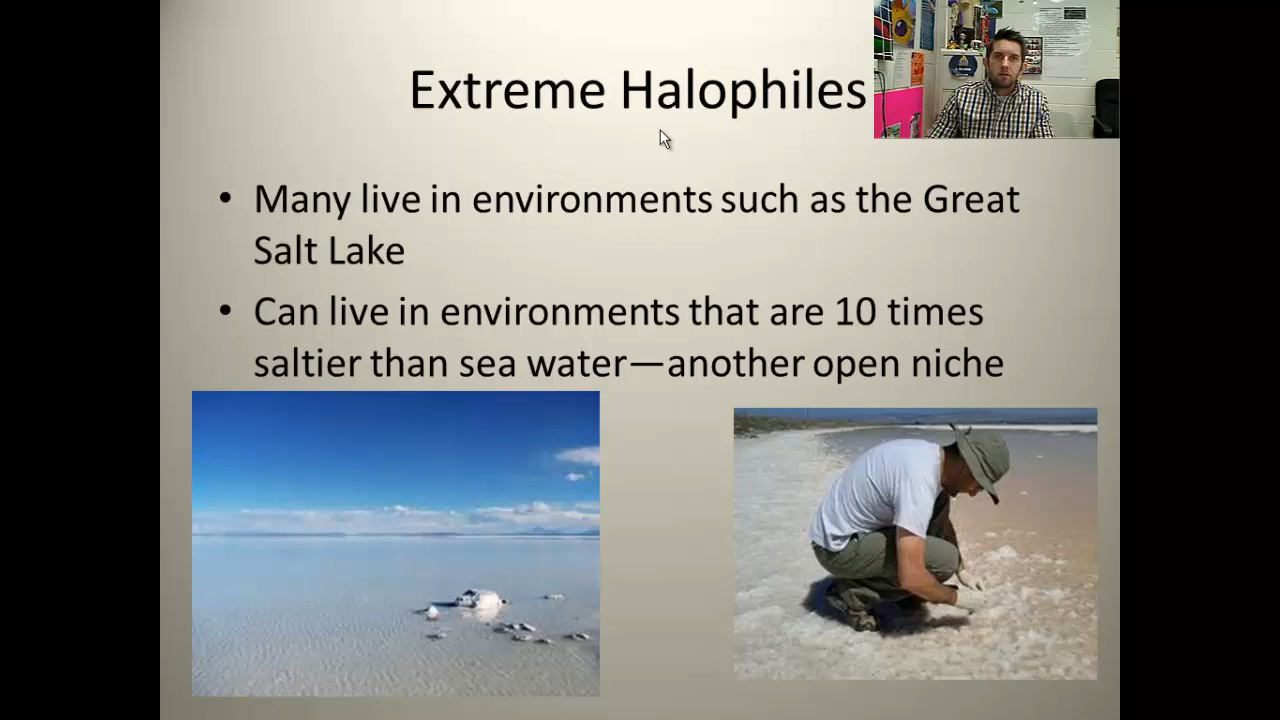 Extreme Halophiles
• Many live in environments such as the Great
Salt Lake
• Can live in environments that are 10 times
saltier than sea water—another open niche